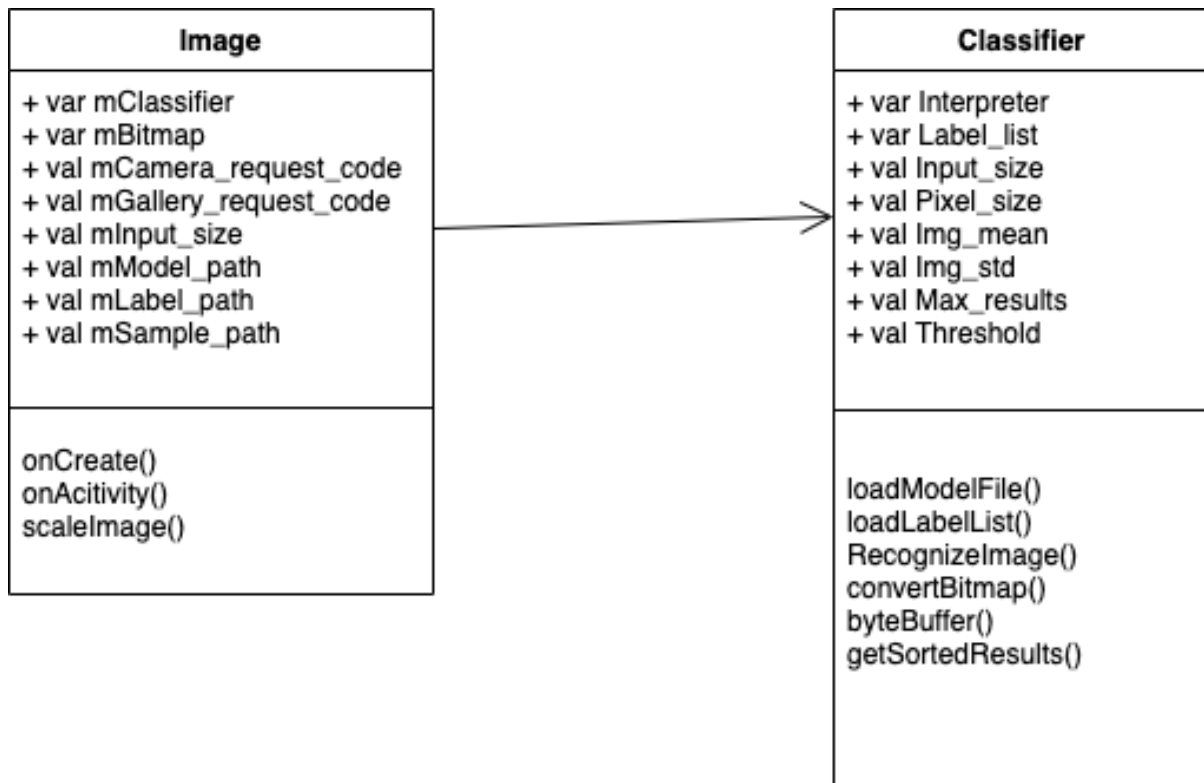 Image
+ var mClassifier
+ var mBitmap
+ val mCamera_request_code
+ val mGallery_request_code
+ val mInput_size
+ val mModel_path
+ val mLabel_path
+ val mSample_path
onCreate()
onAcitivity()
scaleImage()
Classifier
+ var Interpreter
+ var Label_list
+ val Input_size
+ val Pixel_size
+ val Img_mean
+ val Img_std
+ val Max_results
+ val Threshold
loadModelFile()
loadLabelList()
RecognizeImage()
convertBitmap()
byteBuffer()
getSortedResults()